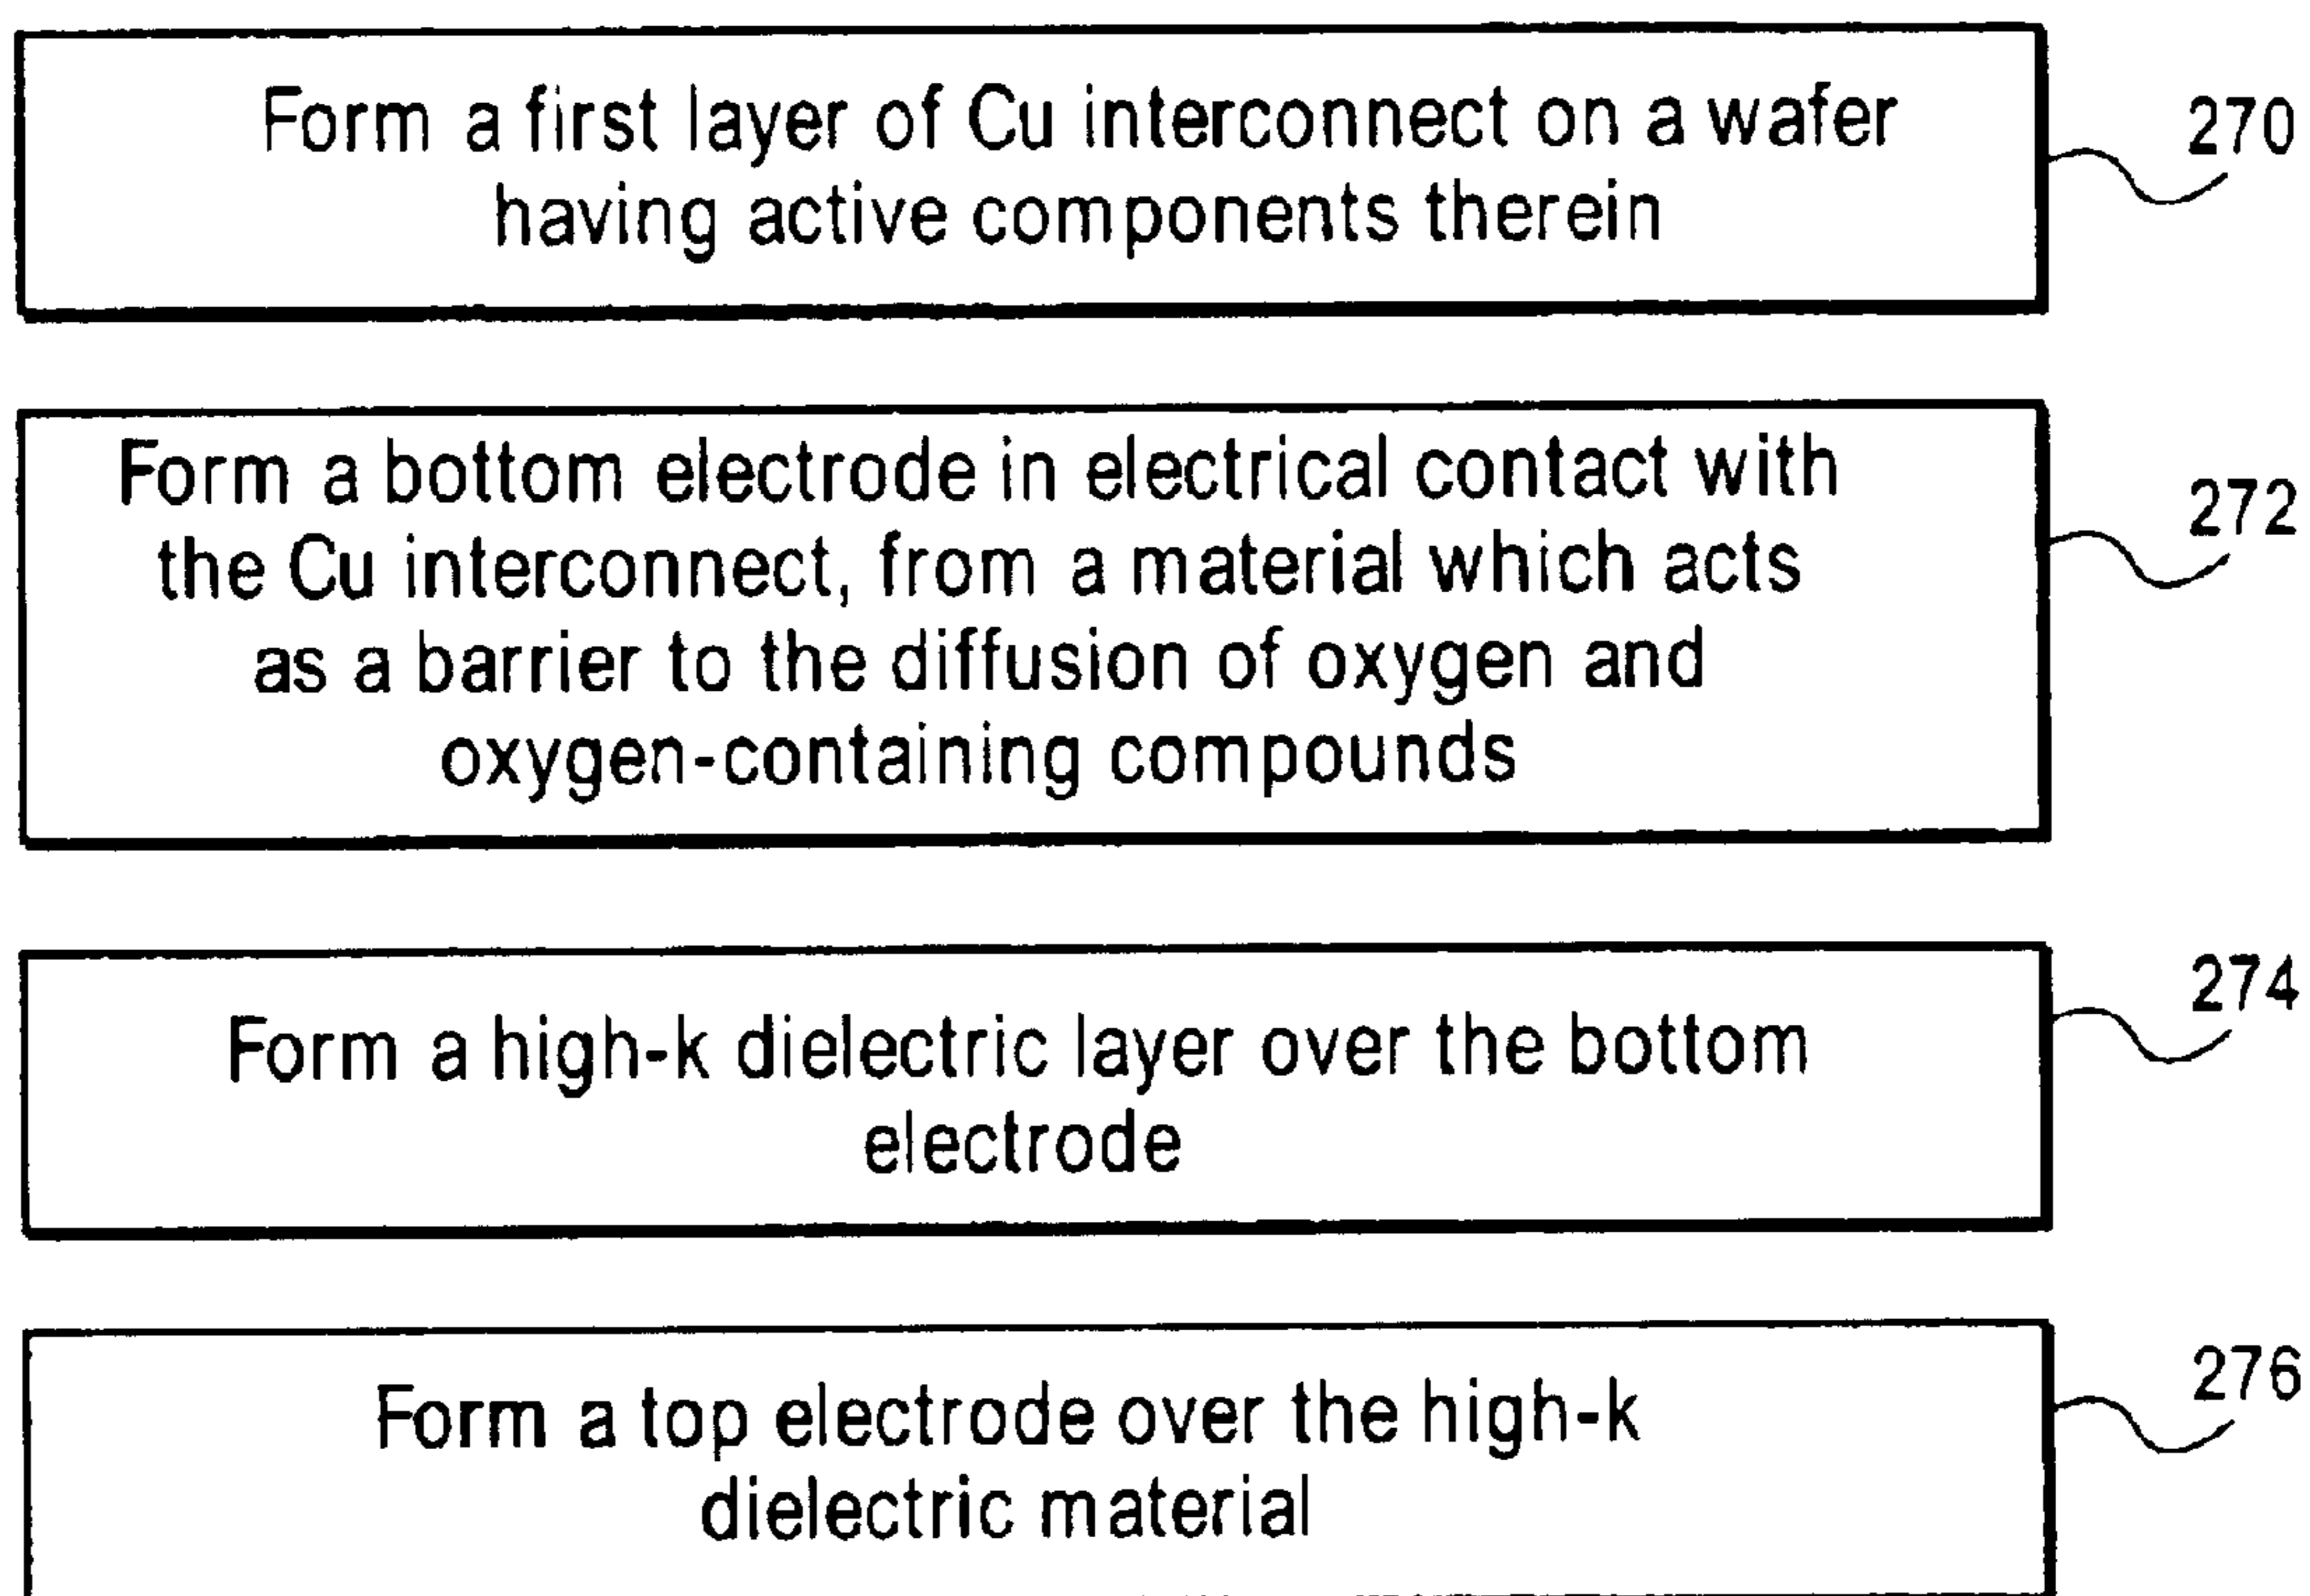 Form a first layer of Cu interconnect on a wafer
having active components therein
270
Form a bottom electrode in electrical contact with
the Cu interconnect, from a material which acts
as a barrier to the diffusion of oxygen and
oxygen-containing compounds
272
Form a high-k dielectric layer over the bottom
electrode
274
Form a top electrode over the high-k
dielectric material
276